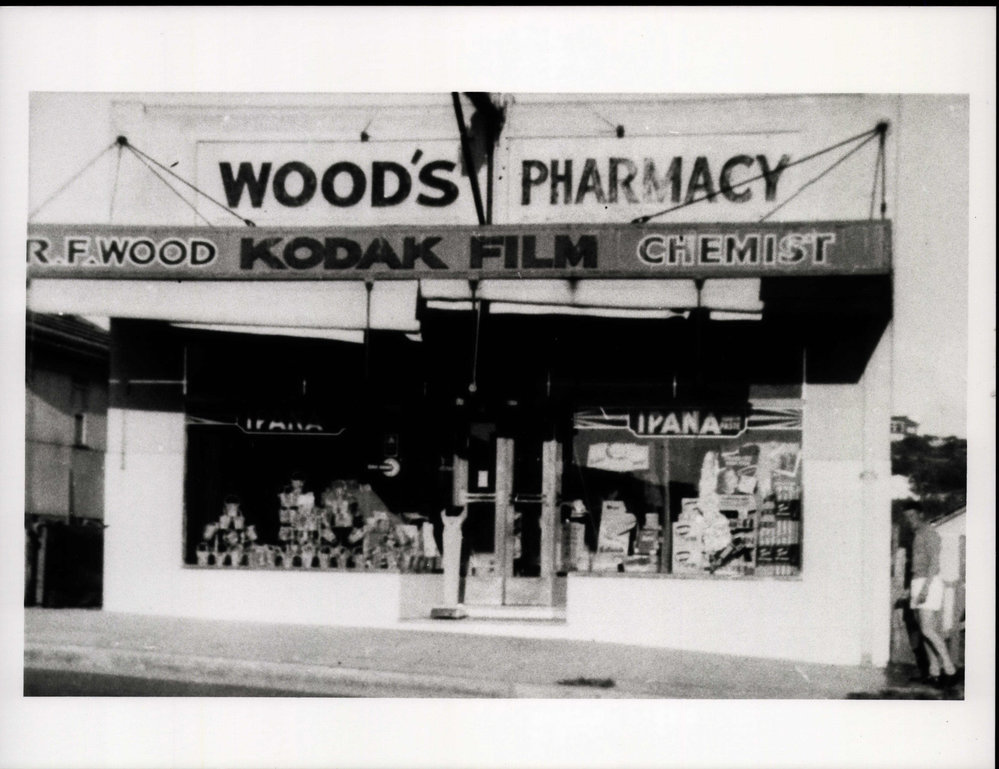 WOOD'S PHARMACY
R.F. WOOD KODAK FILM CHEMIST
IPANA IPANA